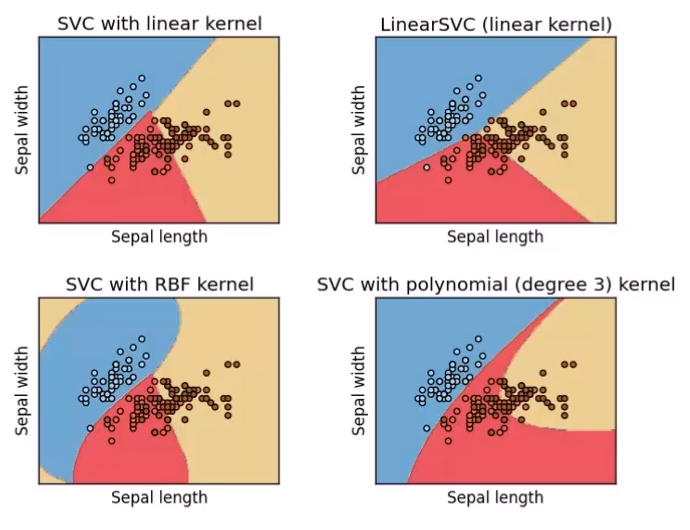 SVC with linear kernel
LinearSVC (linear kernel)
Sepal width
Sepal width
Sepal length
Sepal length
SVC with RBF kernel
SVC with polynomial (degree 3) kernel
Sepal width
Sepal width
Sepal length
Sepal length